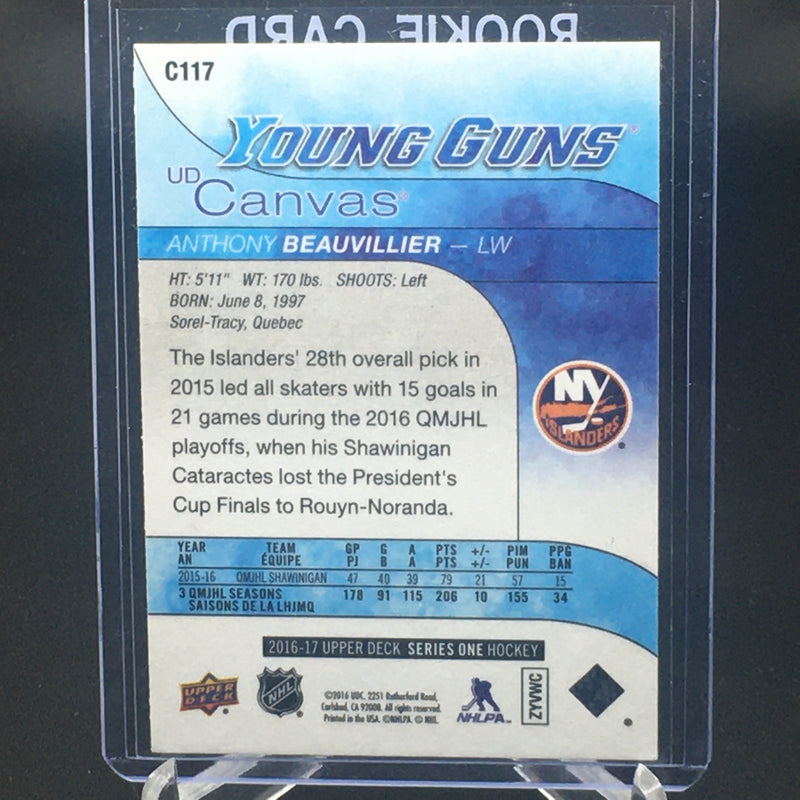 ROOKIE CARD
C117
YOUNG GUNS
UD Canvas
ANTHONY BEAUVILLIER — LW
HT: 5'11" WT: 170 lbs. SHOOTS: Left
BORN: June 8, 1997
Sorel-Tracy, Quebec
The Islanders' 28th overall pick in
2015 led all skaters with 15 goals in
21 games during the 2016 QMJHL
playoffs, when his Shawinigan
Cataractes lost the President's
Cup Finals to Rouyn-Noranda.
NY
ISLANDERS
YEAR TEAM GP G A PTS +/- PIM PPG
AN ÉQUIPE PJ B A PTS +/- PUN BAN
2015-16 QMJHL SHAWINIGAN 47 40 39 79 21 57 15
3 QMJHL SEASONS 178 91 115 206 10 155 34
SAISONS DE LA LHJMQ
2016-17 UPPER DECK SERIES ONE HOCKEY
UPPER DECK
NHL
©2016 UDC, 2251 Rutherford Road,
Carlsbad, CA 92008. All rights reserved.
Printed in the USA. ©NHLPA. © NHL.
NHLPA
ZYVWC